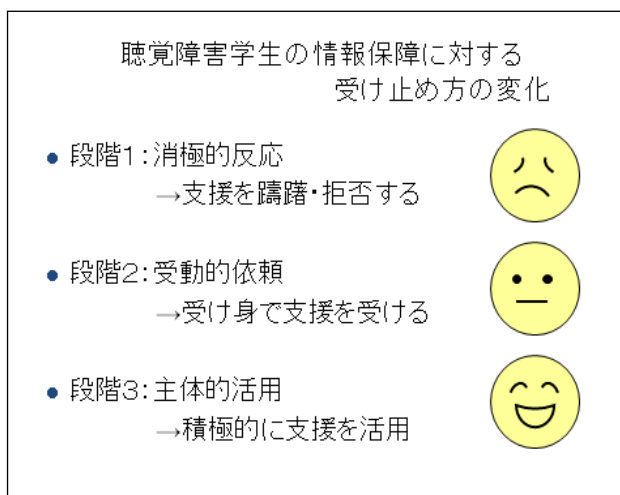 聴覚障害学生の情報保障に対する
受け止め方の変化
• 段階1:消極的反応
→支援を躊躇・拒否する
• 段階2:受動的依頼
→受け身で支援を受ける
• 段階3:主体的活用
→積極的に支援を活用